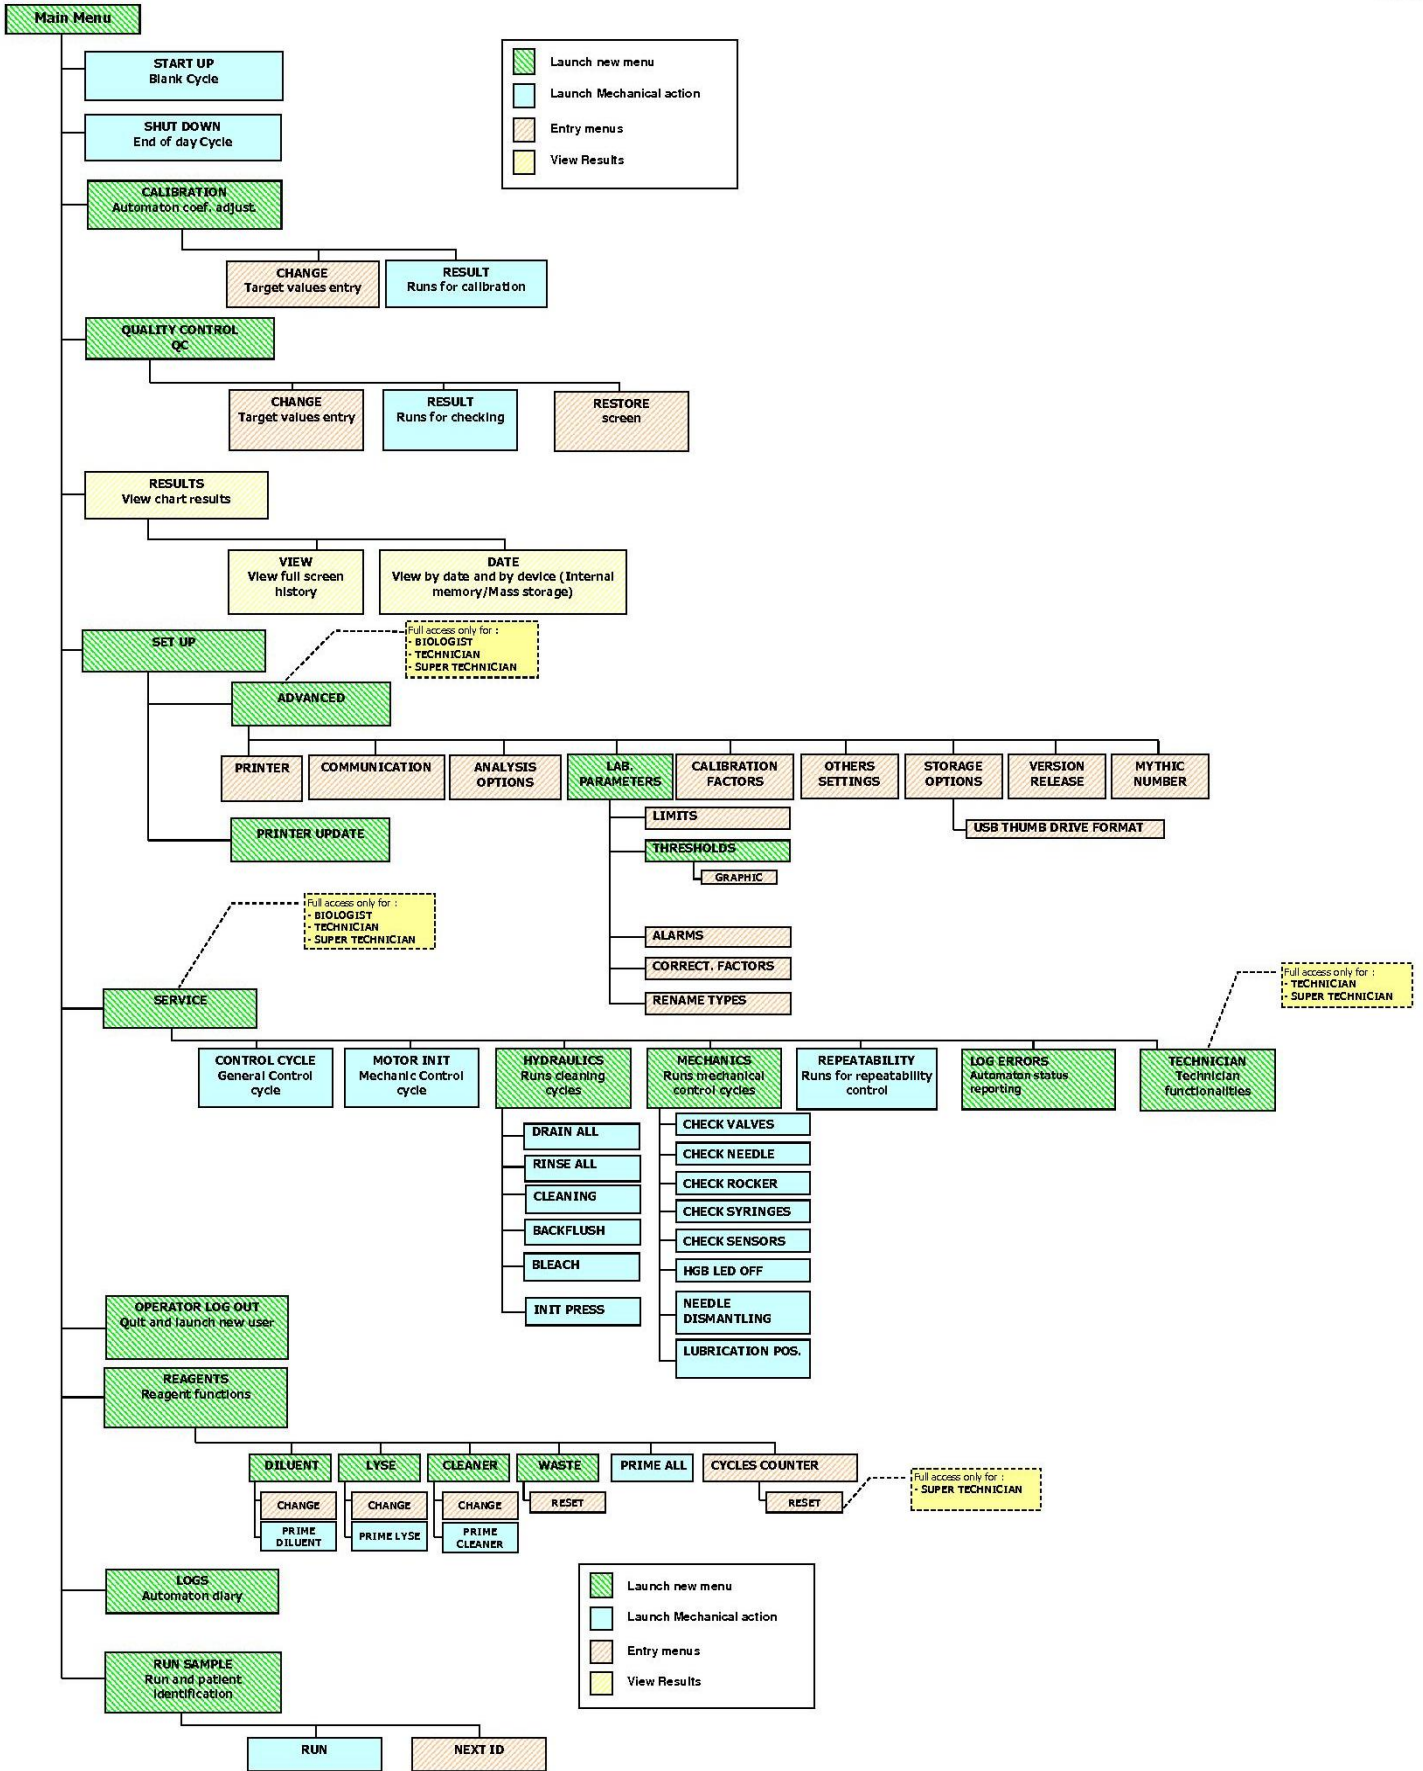 Main Menu
START UP
Blank Cycle
SHUT DOWN
End of day Cycle
Launch new menu
Launch Mechanical action
Entry menus
View Results
CALIBRATION
Automaton coef. adjust.
CHANGE
Target values entry
RESULT
Runs for calibration
QUALITY CONTROL
QC
CHANGE
Target values entry
RESULT
Runs for checking
RESTORE
screen
RESULTS
View chart results
VIEW
View full screen
history
DATE
View by date and by device (Internal
memory/Mass storage)
SET UP
Full access only for :
- BIOLOGIST
- TECHNICIAN
- SUPER TECHNICIAN
ADVANCED
PRINTER
COMMUNICATION
ANALYSIS
OPTIONS
LAB.
PARAMETERS
CALIBRATION
FACTORS
OTHERS
SETTINGS
STORAGE
OPTIONS
VERSION
RELEASE
MYTHIC
NUMBER
LIMITS
THRESHOLDS
GRAPHIC
ALARMS
CORRECT. FACTORS
RENAME TYPES
USB THUMB DRIVE FORMAT
PRINTER UPDATE
Full access only for :
- BIOLOGIST
- TECHNICIAN
- SUPER TECHNICIAN
SERVICE
Full access only for :
- TECHNICIAN
- SUPER TECHNICIAN
CONTROL CYCLE
General Control
cycle
MOTOR INIT
Mechanic Control
cycle
HYDRAULICS
Runs cleaning
cycles
MECHANICS
Runs mechanical
control cycles
REPEATABILITY
Runs for repeatability
control
LOG ERRORS
Automaton status
reporting
TECHNICIAN
Technician
functionalities
DRAIN ALL
RINSE ALL
CLEANING
BACKFLUSH
BLEACH
INIT PRESS
CHECK VALVES
CHECK NEEDLE
CHECK ROCKER
CHECK SYRINGES
CHECK SENSORS
HGB LED OFF
NEEDLE
DISMANTLING
LUBRICATION POS.
OPERATOR LOG OUT
Quit and launch new user
REAGENTS
Reagent functions
DILUENT
CHANGE
PRIME
DILUENT
LYSE
CHANGE
PRIME LYSE
CLEANER
CHANGE
PRIME
CLEANER
WASTE
RESET
PRIME ALL
CYCLES COUNTER
RESET
Full access only for :
- SUPER TECHNICIAN
LOGS
Automaton diary
Launch new menu
Launch Mechanical action
Entry menus
View Results
RUN SAMPLE
Run and patient
identification
RUN
NEXT ID